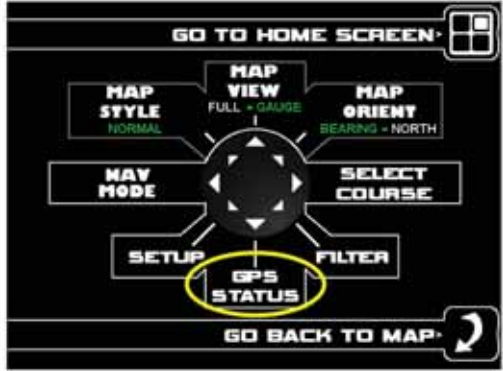 GO TO HOME SCREEN
MAP
VIEW
FULL - GAUGE
MAP
STYLE
NORMAL
MAP
ORIENT
BEARING - NORTH
NAV
MODE
SELECT
COURSE
SETUP
FILTER
GPS
STATUS
GO BACK TO MAP